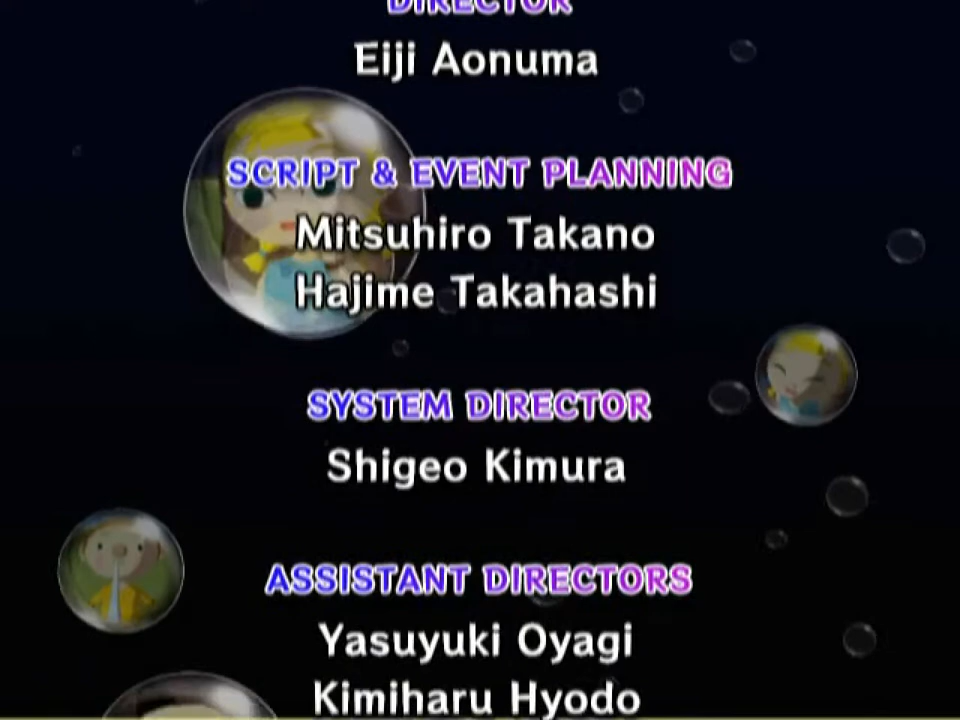 DIRECTOR
Eiji Aonuma
SCRIPT & EVENT PLANNING
Mitsuhiro Takano
Hajime Takahashi
SYSTEM DIRECTOR
Shigeo Kimura
ASSISTANT DIRECTORS
Yasuyuki Oyagi
Kimiharu Hyodo